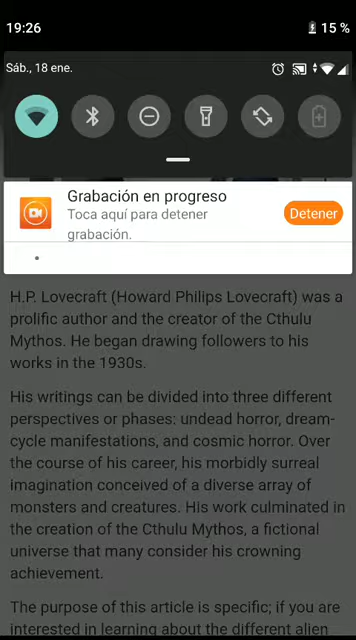 19:26
15 %
Sáb., 18 ene.
Grabación en progreso
Toca aquí para detener
grabación.
Detener
H.P. Lovecraft (Howard Philips Lovecraft) was a
prolific author and the creator of the Cthulu
Mythos. He began drawing followers to his
works in the 1930s.
His writings can be divided into three different
perspectives or phases: undead horror, dream-
cycle manifestations, and cosmic horror. Over
the course of his career, his morbidly surreal
imagination conceived of a diverse array of
monsters and creatures. His work culminated in
the creation of the Cthulu Mythos, a fictional
universe that many consider his crowning
achievement.
The purpose of this article is specific; if you are
interested in learning about the different alien